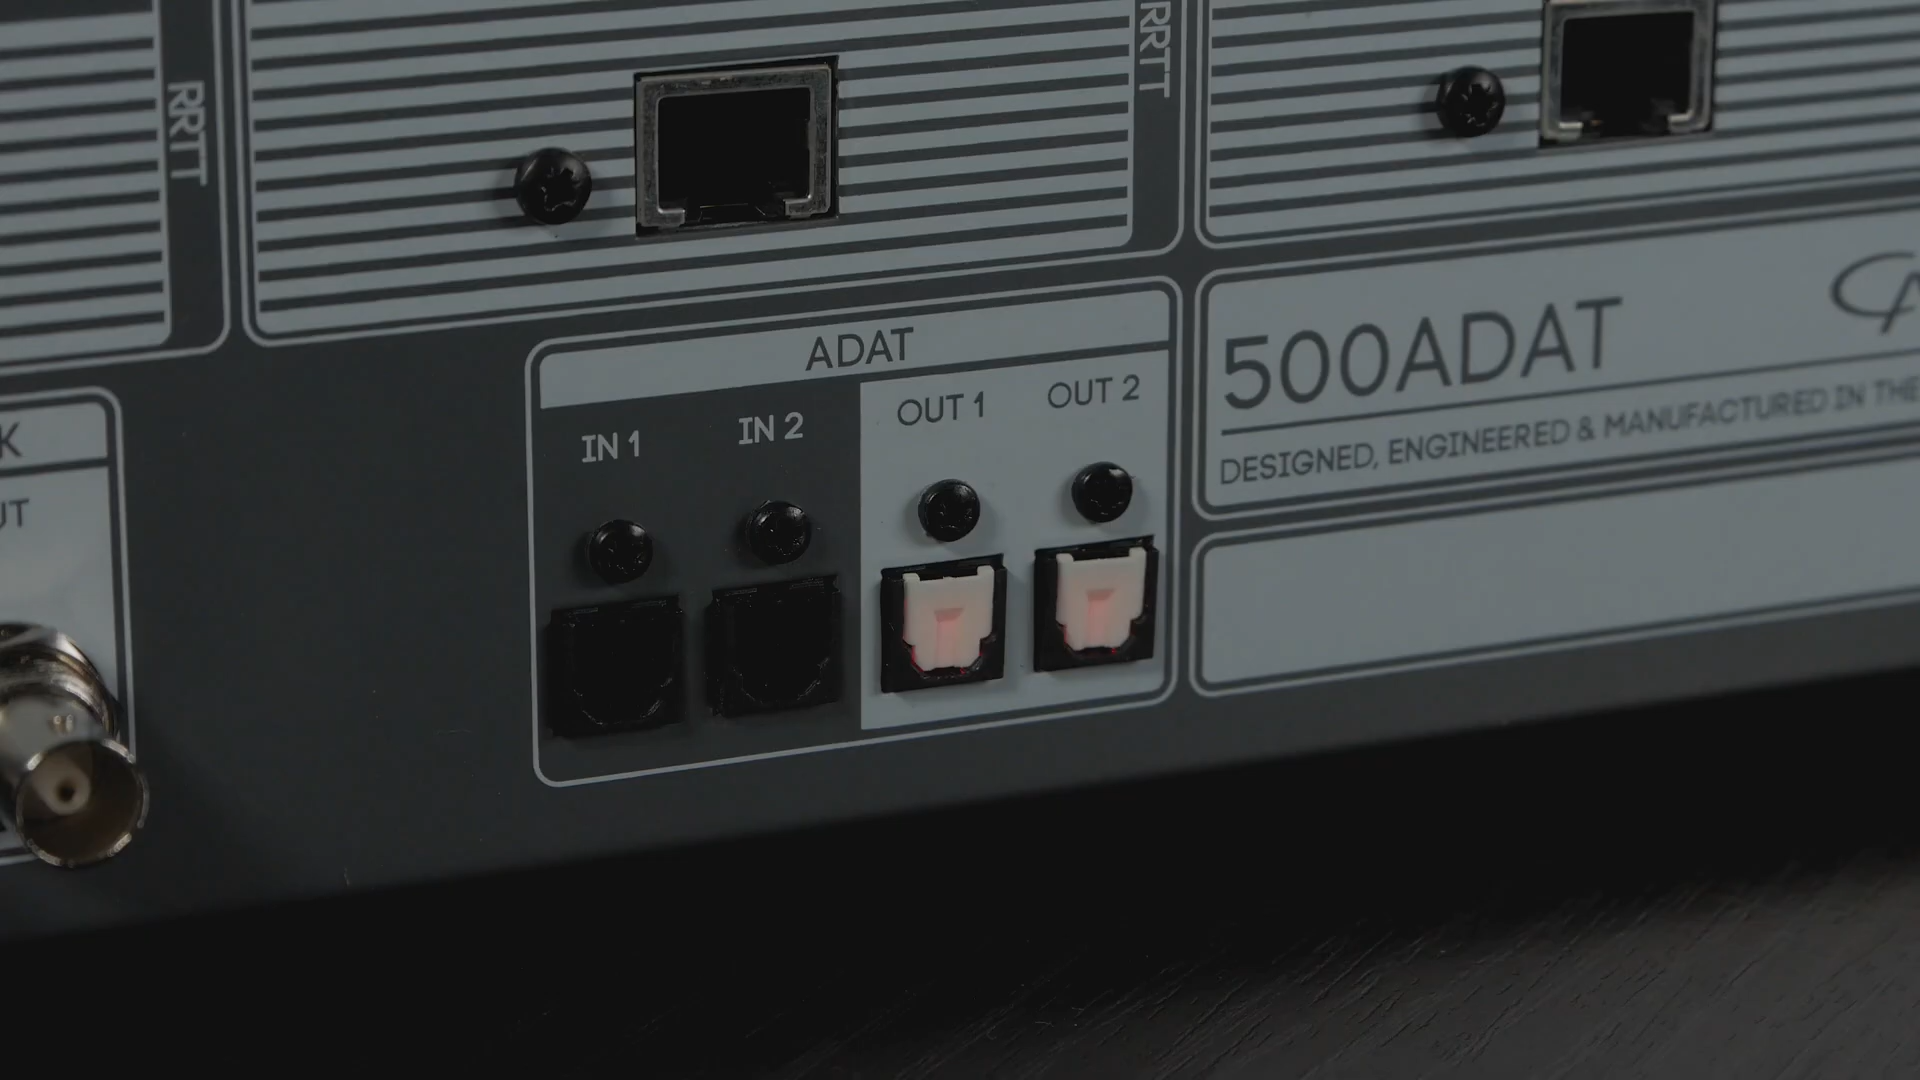 RRTT
RRTT
ADAT
IN 1
IN 2
OUT 1
OUT 2
500ADAT
DESIGNED, ENGINEERED & MANUFACTURED IN THE